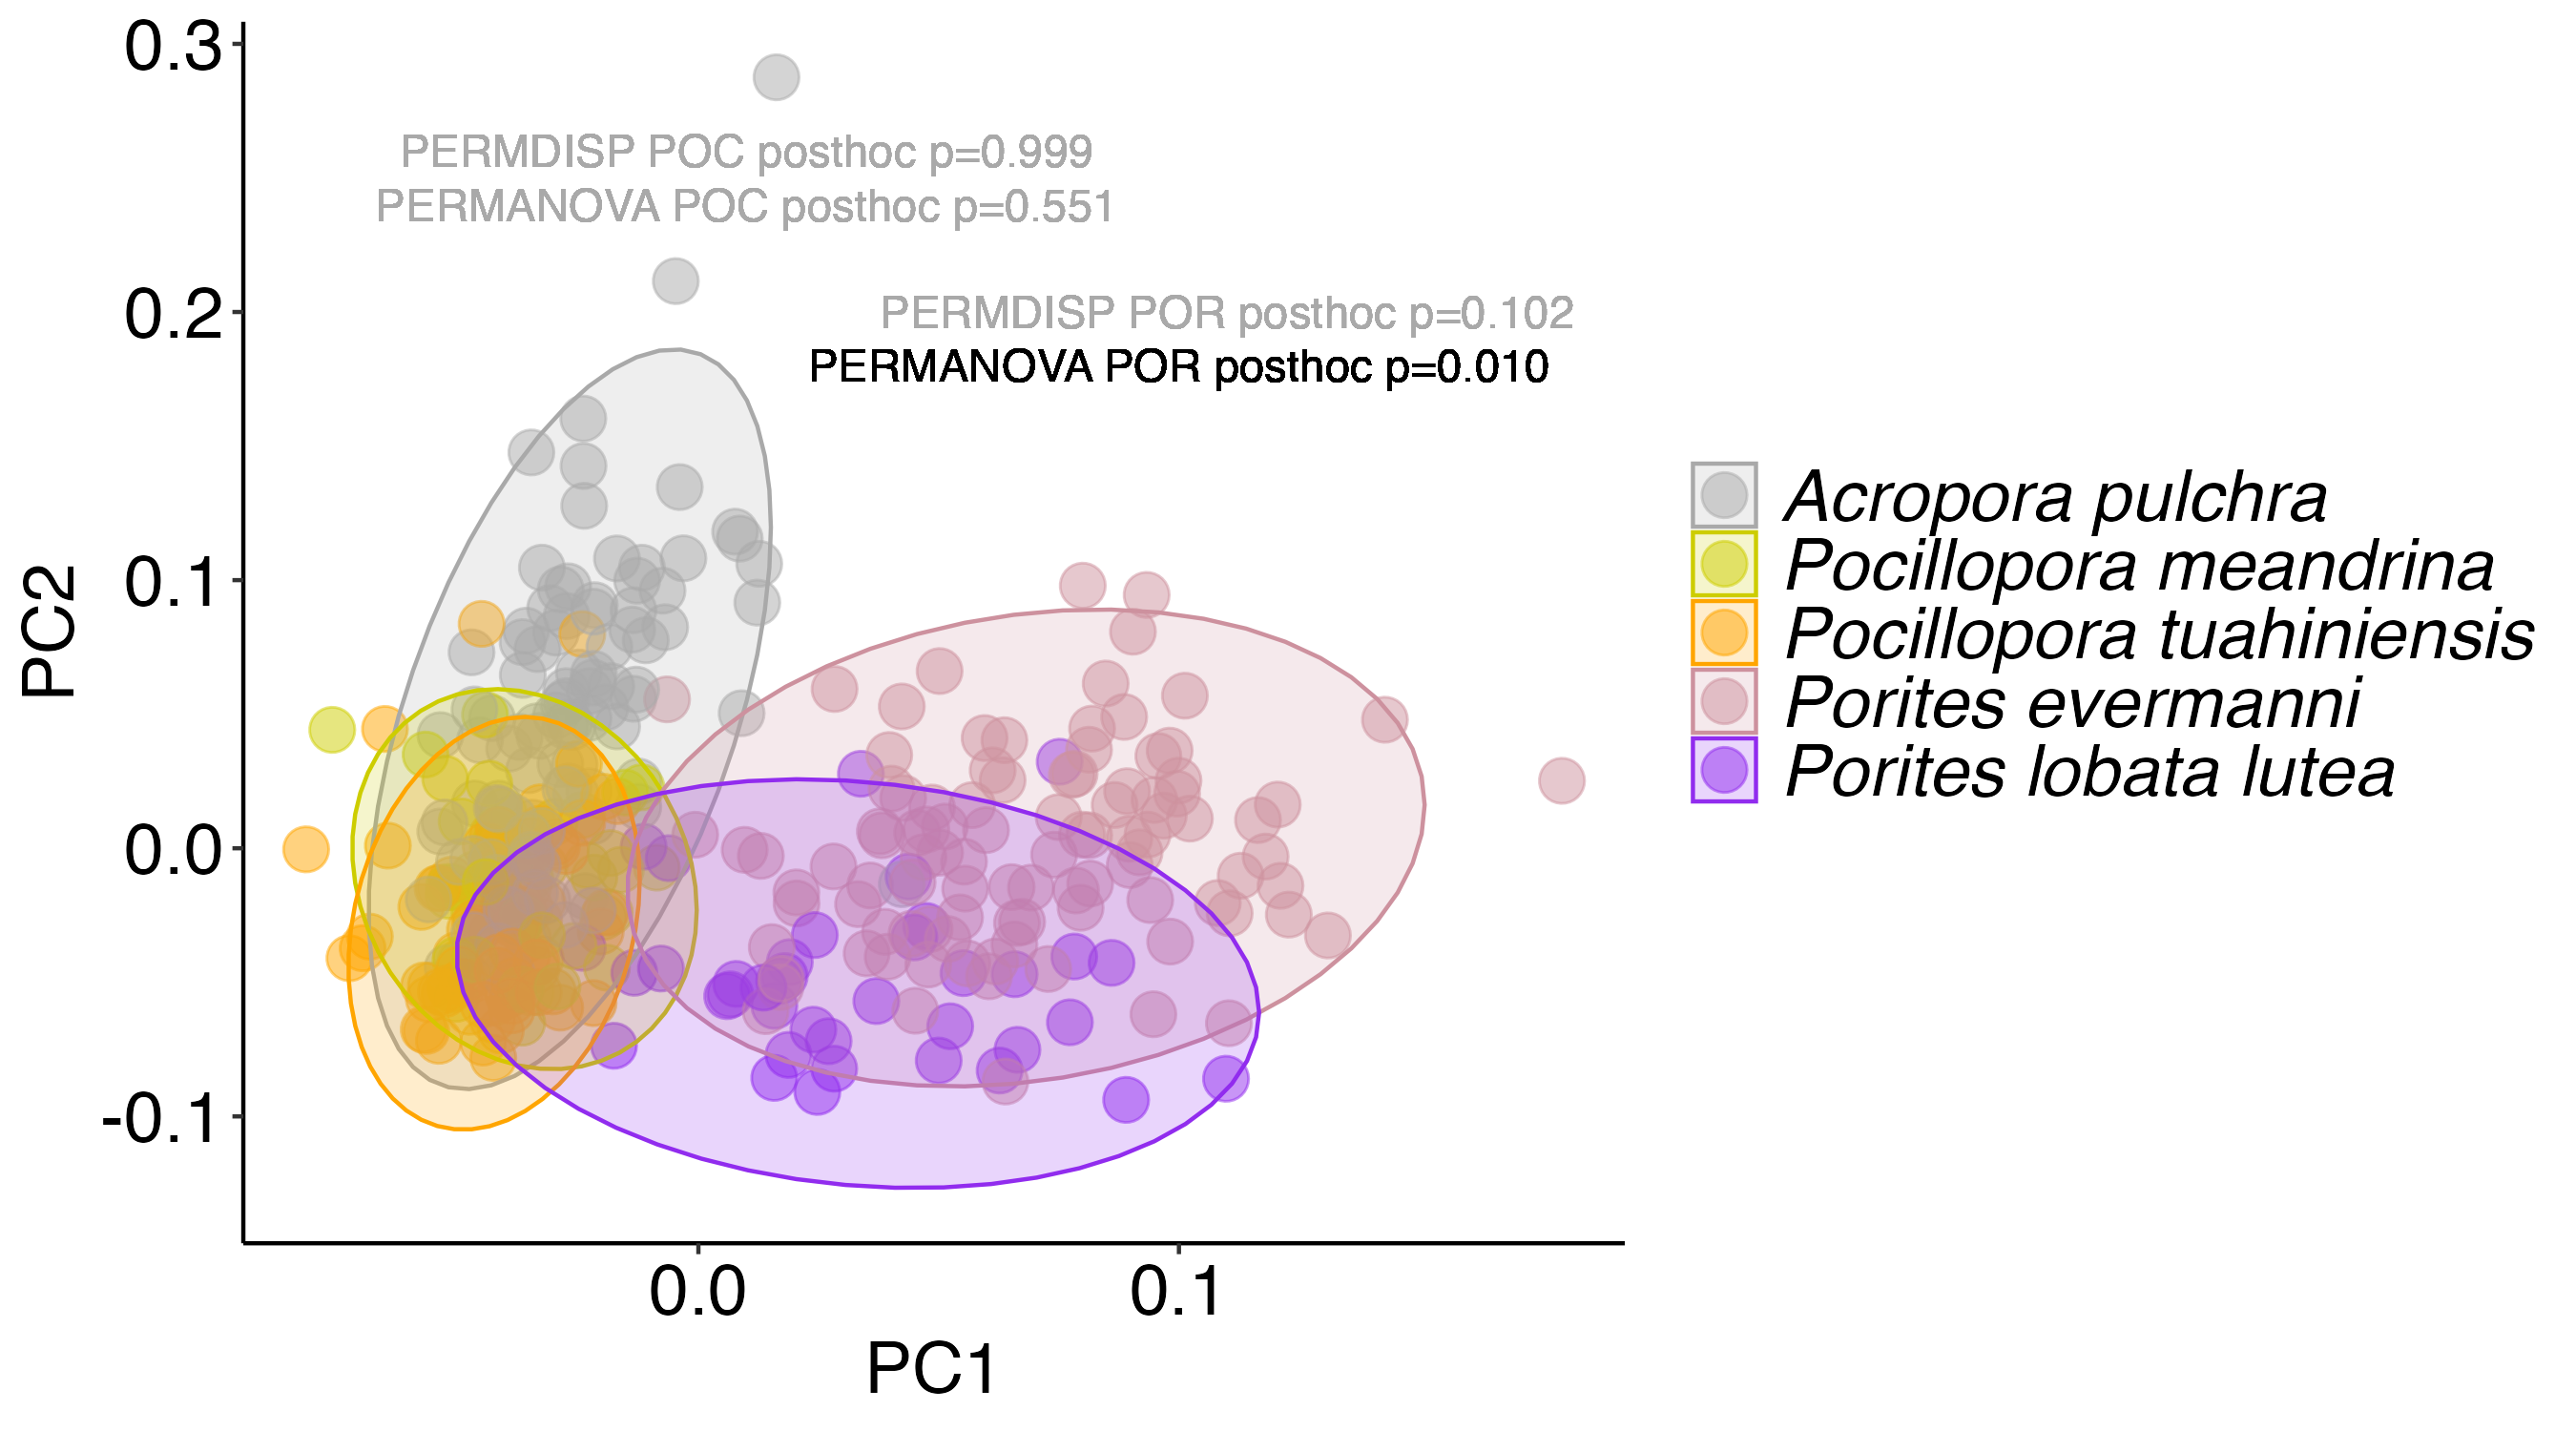 0.3
PERMDISP POC posthoc p=0.999
PERMANOVA POC posthoc p=0.551
0.2
PERMDISP POR posthoc p=0.102
PERMANOVA POR posthoc p=0.010
Acropora pulchra
Pocillopora meandrina
Pocillopora tuahiniensis
Porites evermanni
Porites lobata lutea
PC2
0.1
0.0
-0.1
0.0
0.1
PC1